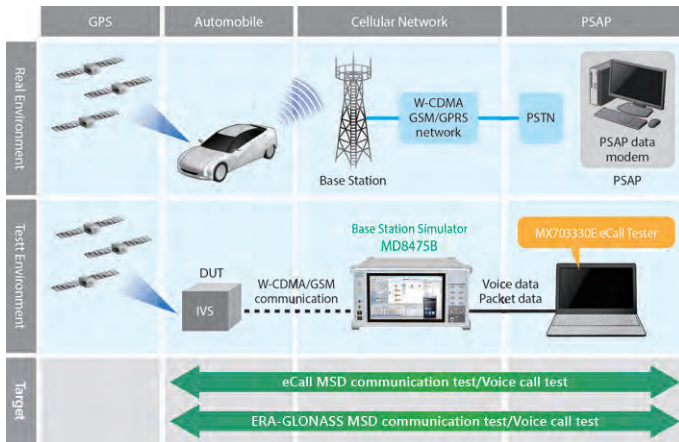 GPS
Automobile
Cellular Network
PSAP
Real Environment
W-CDMA
GSM/GPRS
network
PSTN
Base Station
PSAP data
modem
PSAP
Testt Environment
DUT
IVS
W-CDMA/GSM
communication
Base Station Simulator
MD8475B
Voice data
Packet data
MX703330E eCall Tester
Target
eCall MSD communication test/Voice call test
ERA-GLONASS MSD communication test/Voice call test